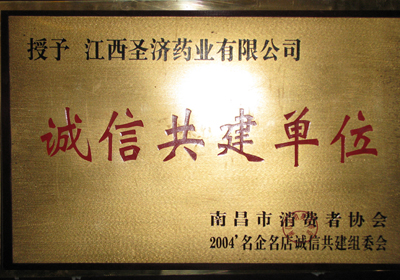 授予 江西圣济药业有限公司
诚信共建单位
南昌市消费者协会
2004'名企名店诚信共建组委会